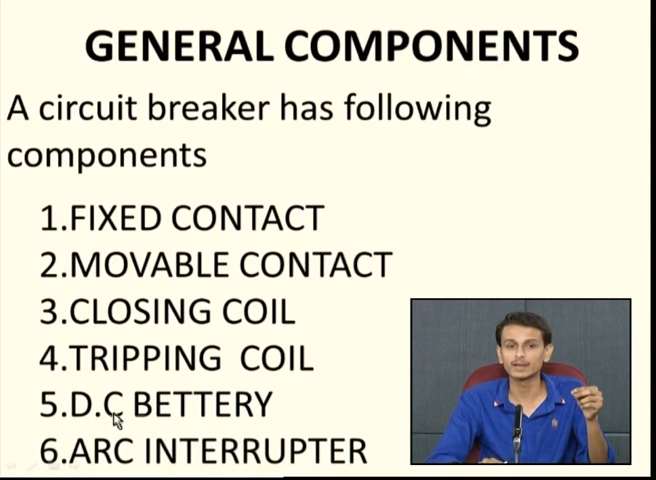 GENERAL COMPONENTS
A circuit breaker has following
components
1.FIXED CONTACT
2.MOVABLE CONTACT
3.CLOSING COIL
4.TRIPPING COIL
5.D.C BETTERY
6.ARC INTERRUPTER